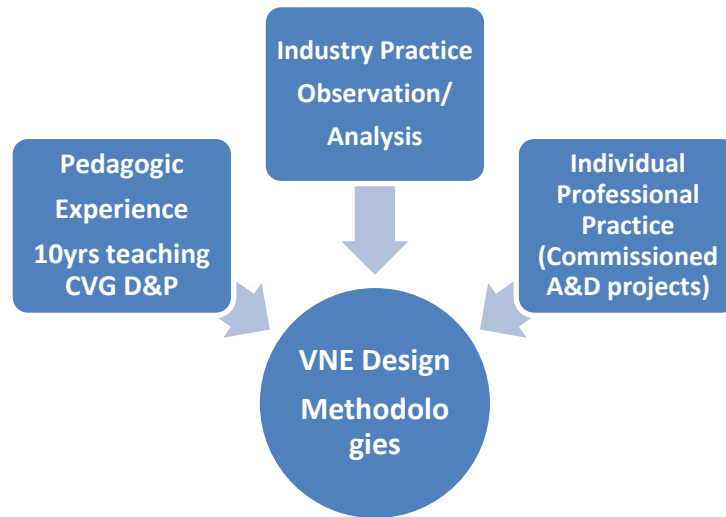 Industry Practice
Observation/
Analysis
Pedagogic
Experience
10yrs teaching
CVG D&P
Individual
Professional
Practice
(Commissioned
A&D projects)
VNE Design
Methodolo
gies